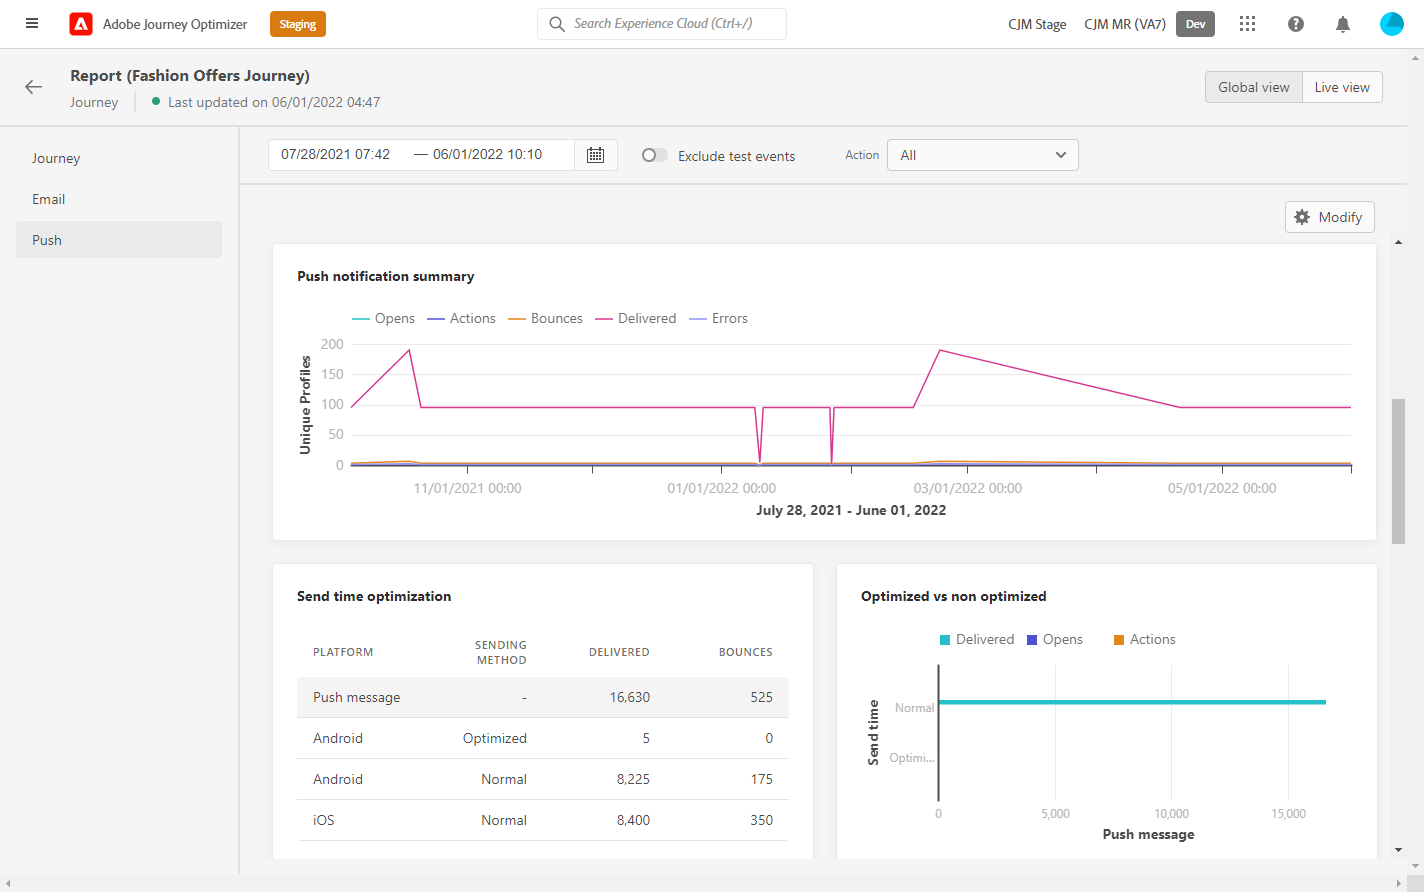 Adobe Journey Optimizer
Staging
Search Experience Cloud (Ctrl+/)
CJM Stage
CJM MR (VA7)
Dev
Report (Fashion Offers Journey)
Journey
Last updated on 06/01/2022 04:47
Global view
Live view
Journey
Email
Push
07/28/2021 07:42 — 06/01/2022 10:10
Exclude test events
Action
All
Modify
Push notification summary
Opens Actions Bounces Delivered Errors
Unique Profiles
200
150
100
50
0
11/01/2021 00:00 01/01/2022 00:00 03/01/2022 00:00 05/01/2022 00:00
July 28, 2021 - June 01, 2022
Send time optimization
PLATFORM SENDING METHOD DELIVERED BOUNCES
Push message - 16,630 525
Android Optimized 5 0
Android Normal 8,225 175
iOS Normal 8,400 350
Optimized vs non optimized
Delivered Opens Actions
Send time
Normal
Optimi...
0 5,000 10,000 15,000
Push message